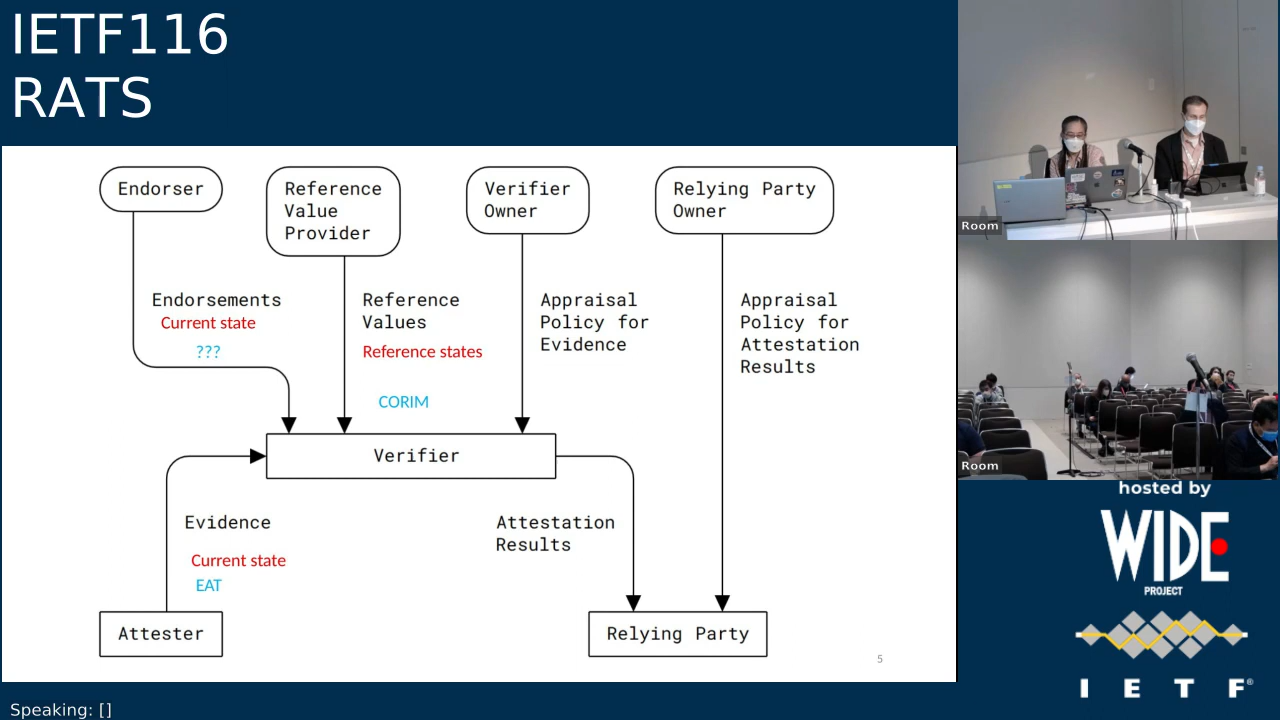 IETF116
RATS
Endorser
Reference
Value
Provider
Verifier
Owner
Relying Party
Owner
Endorsements
Current state
???
Reference
Values
Reference states
CORIM
Appraisal
Policy for
Evidence
Appraisal
Policy for
Attestation
Results
Verifier
Evidence
Current state
EAT
Attestation
Results
Attester
Relying Party
5
Room
Room
hosted by
WIDE
PROJECT
I E T F®
Speaking: []